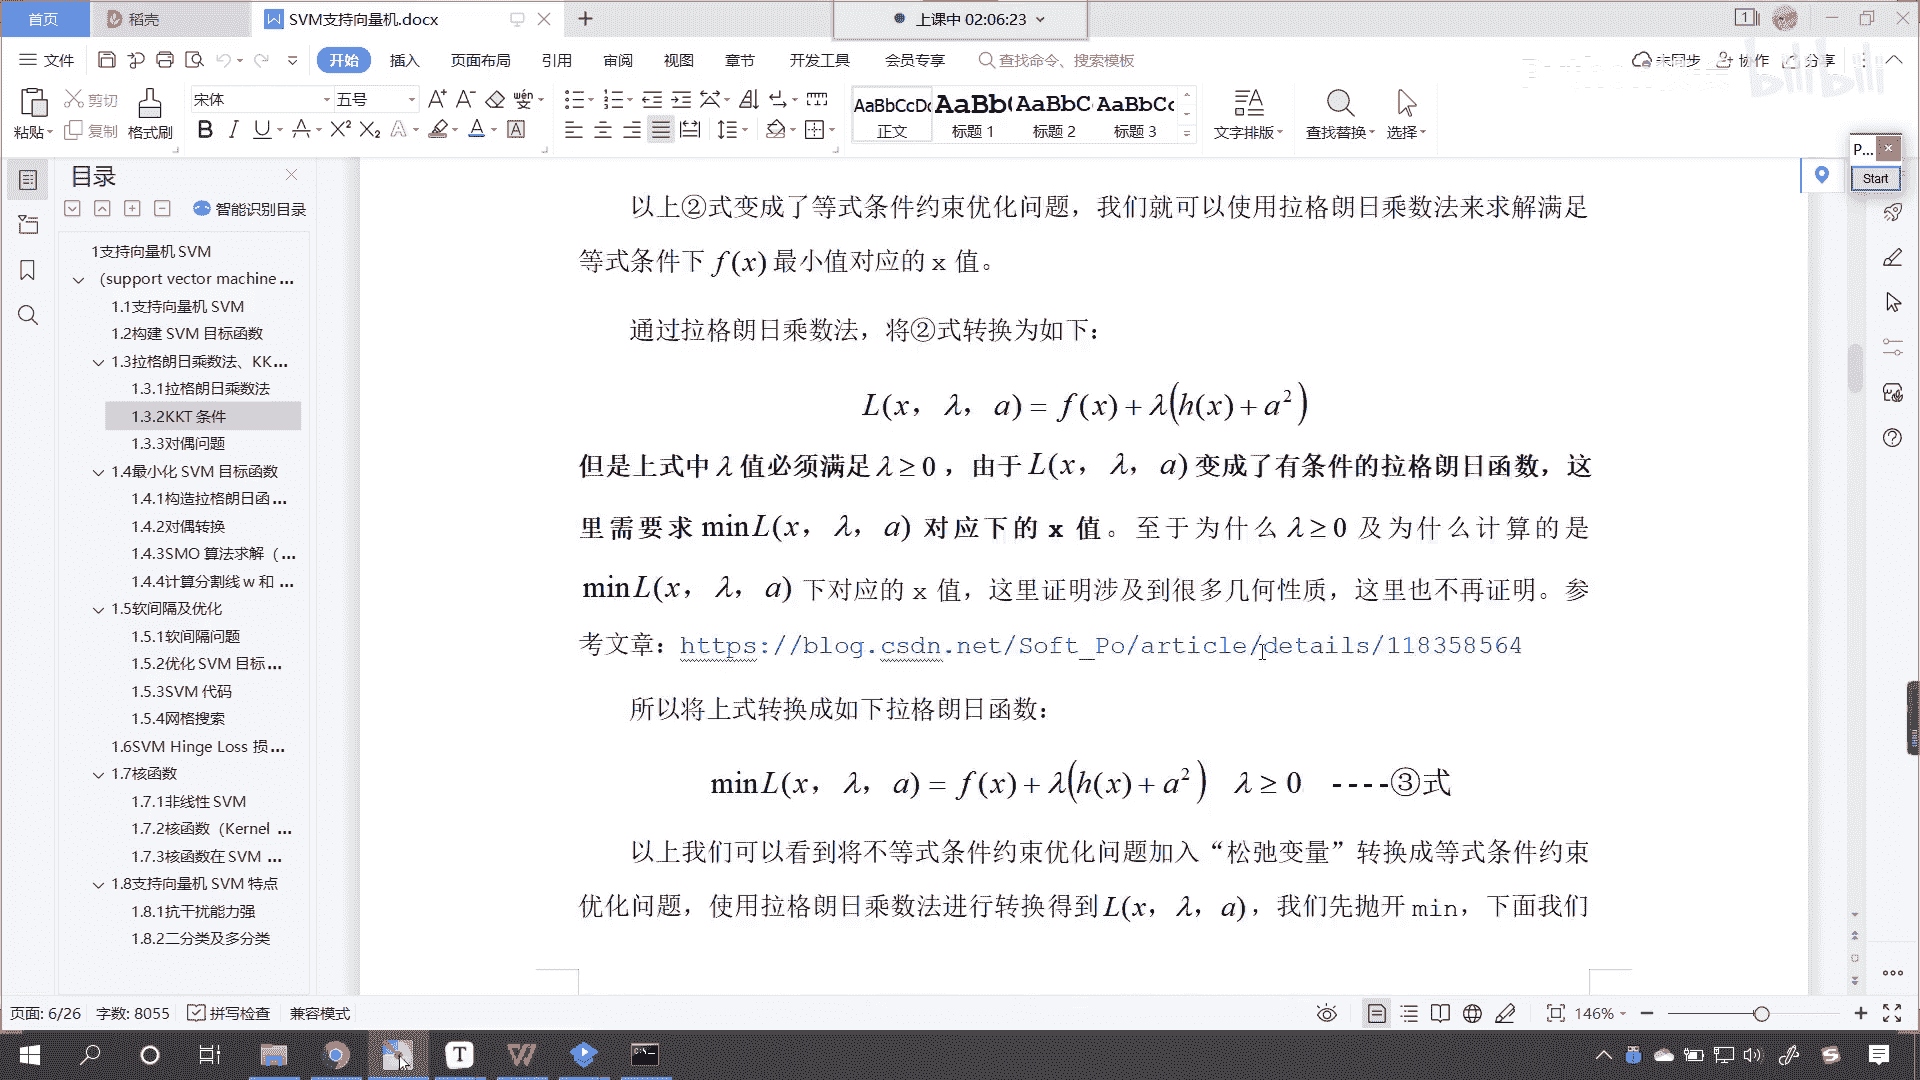 首页
稻壳
SVM支持向量机.docx
上课中 02:06:23
1
文件
开始
插入
页面布局
引用
审阅
视图
章节
开发工具
会员专享
查找命令、搜索模板
未同步
协作
分享
bilibili
粘贴
剪切
复制
格式刷
宋体
五号
AaBbCcDd
正文
AaBb(
标题 1
AaBbC
标题 2
AaBbC
标题 3
文字排版
查找替换
选择
P...
Start
目录
智能识别目录
1支持向量机 SVM
(support vector machine ...
1.1支持向量机 SVM
1.2构建 SVM 目标函数
1.3拉格朗日乘数法、KK...
1.3.1拉格朗日乘数法
1.3.2KKT 条件
1.3.3对偶问题
1.4最小化 SVM 目标函数
1.4.1构造拉格朗日函 ...
1.4.2对偶转换
1.4.3SMO 算法求解（ ...
1.4.4计算分割线 w 和 ...
1.5软间隔及优化
1.5.1软间隔问题
1.5.2优化 SVM 目标...
1.5.3SVM 代码
1.5.4网格搜索
1.6SVM Hinge Loss 损...
1.7核函数
1.7.1非线性 SVM
1.7.2核函数（Kernel ...
1.7.3核函数在 SVM ...
1.8支持向量机 SVM 特点
1.8.1抗干扰能力强
1.8.2二分类及多分类
以上②式变成了等式条件约束优化问题，我们就可以使用拉格朗日乘数法来求解满足
等式条件下 f(x) 最小值对应的 x 值。
通过拉格朗日乘数法，将②式转换为如下：
L(x, λ, a) = f(x) + λ(h(x) + a²)
但是上式中 λ 值必须满足 λ ≥ 0，由于 L(x, λ, a) 变成了有条件的拉格朗日函数，这
里需要求 min L(x, λ, a) 对应下的 x 值。至于为什么 λ ≥ 0 及为什么计算的是
min L(x, λ, a) 下对应的 x 值，这里证明涉及到很多几何性质，这里也不再证明。参
考文章：https://blog.csdn.net/Soft_Po/article/details/118358564
所以将上式转换成如下拉格朗日函数：
min L(x, λ, a) = f(x) + λ(h(x) + a²) λ ≥ 0 ----③式
以上我们可以看到将不等式条件约束优化问题加入“松弛变量”转换成等式条件约束
优化问题，使用拉格朗日乘数法进行转换得到 L(x, λ, a)，我们先抛开 min，下面我们
页面: 6/26
字数: 8055
拼写检查
兼容模式
146%